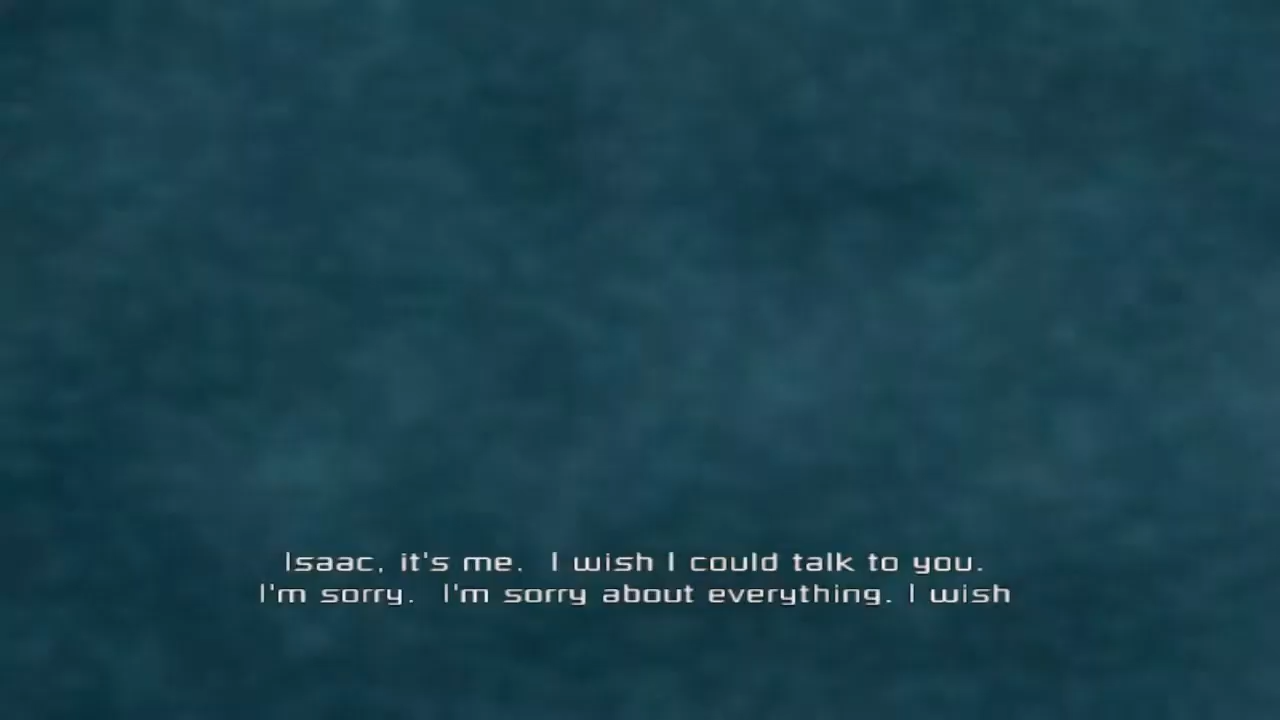 Isaac, it's me.  I wish I could talk to you.
I'm sorry.  I'm sorry about everything. I wish